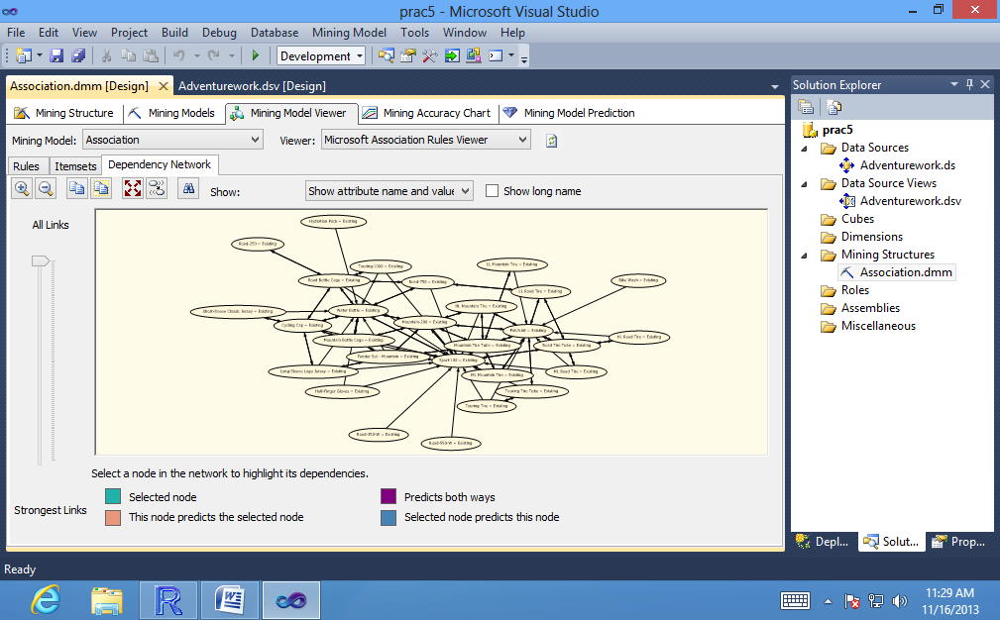 prac5 - Microsoft Visual Studio
File Edit View Project Build Debug Database Mining Model Tools Window Help
Development
Association.dmm [Design] Adventurework.dsv [Design]
Mining Structure Mining Models Mining Model Viewer Mining Accuracy Chart Mining Model Prediction
Mining Model: Association Viewer: Microsoft Association Rules Viewer
Rules Itemsets Dependency Network
Show: Show attribute name and value Show long name
All Links
Hydration Pack = Existing
Road-250 = Existing
Touring-1000 = Existing
LL Mountain Tire = Existing
Road Bottle Cage = Existing
Road-750 = Existing
Bike Wash = Existing
LL Road Tire = Existing
HL Mountain Tire = Existing
Short-Sleeve Classic Jersey = Existing
Water Bottle = Existing
Cycling Cap = Existing
Mountain-200 = Existing
Patch kit = Existing
Mountain Bottle Cage = Existing
HL Road Tire = Existing
Mountain Tire Tube = Existing
Road Tire Tube = Existing
Fender Set - Mountain = Existing
Sport-100 = Existing
Long-Sleeve Logo Jersey = Existing
ML Mountain Tire = Existing
ML Road Tire = Existing
Half-Finger Gloves = Existing
Touring Tire Tube = Existing
Touring Tire = Existing
Road-350-W = Existing
Road-550-W = Existing
Select a node in the network to highlight its dependencies.
Strongest Links
Selected node
Predicts both ways
This node predicts the selected node
Selected node predicts this node
Solution Explorer
prac5
Data Sources
Adventurework.ds
Data Source Views
Adventurework.dsv
Cubes
Dimensions
Mining Structures
Association.dmm
Roles
Assemblies
Miscellaneous
Depl... Solut... Prop...
Ready
11:29 AM
11/16/2013